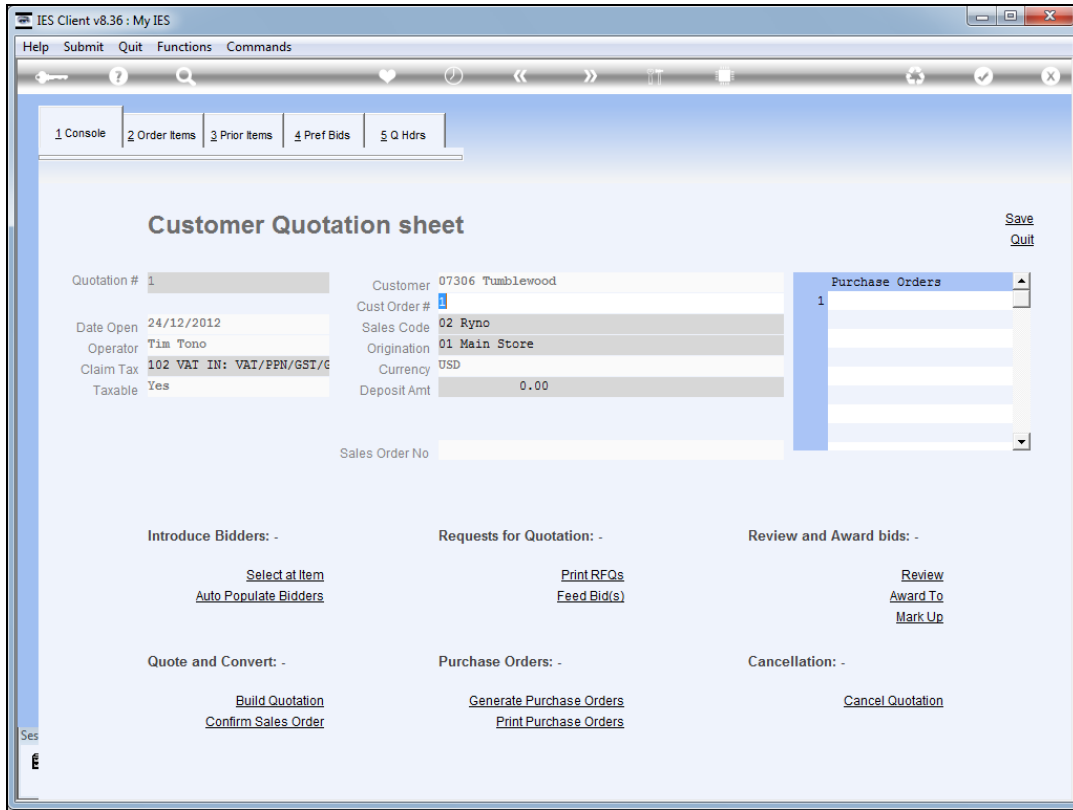 IES Client v8.36 : My IES
Help Submit Quit Functions Commands
1 Console 2 Order Items 3 Prior Items 4 Pref Bids 5 Q Hdrs
Customer Quotation sheet
Save
Quit
Quotation # 1
Customer 07306 Tumblewood
Purchase Orders
Cust Order # 1
1
Date Open 24/12/2012
Sales Code 02 Ryno
Operator Tim Tono
Origination 01 Main Store
Claim Tax 102 VAT IN: VAT/PPN/GST/G
Currency USD
Taxable Yes
Deposit Amt 0.00
Sales Order No
Introduce Bidders: - Requests for Quotation: - Review and Award bids: -
Select at Item Print RFQs Review
Auto Populate Bidders Feed Bid(s) Award To
Mark Up
Quote and Convert: - Purchase Orders: - Cancellation: -
Build Quotation Generate Purchase Orders Cancel Quotation
Confirm Sales Order Print Purchase Orders
Ses